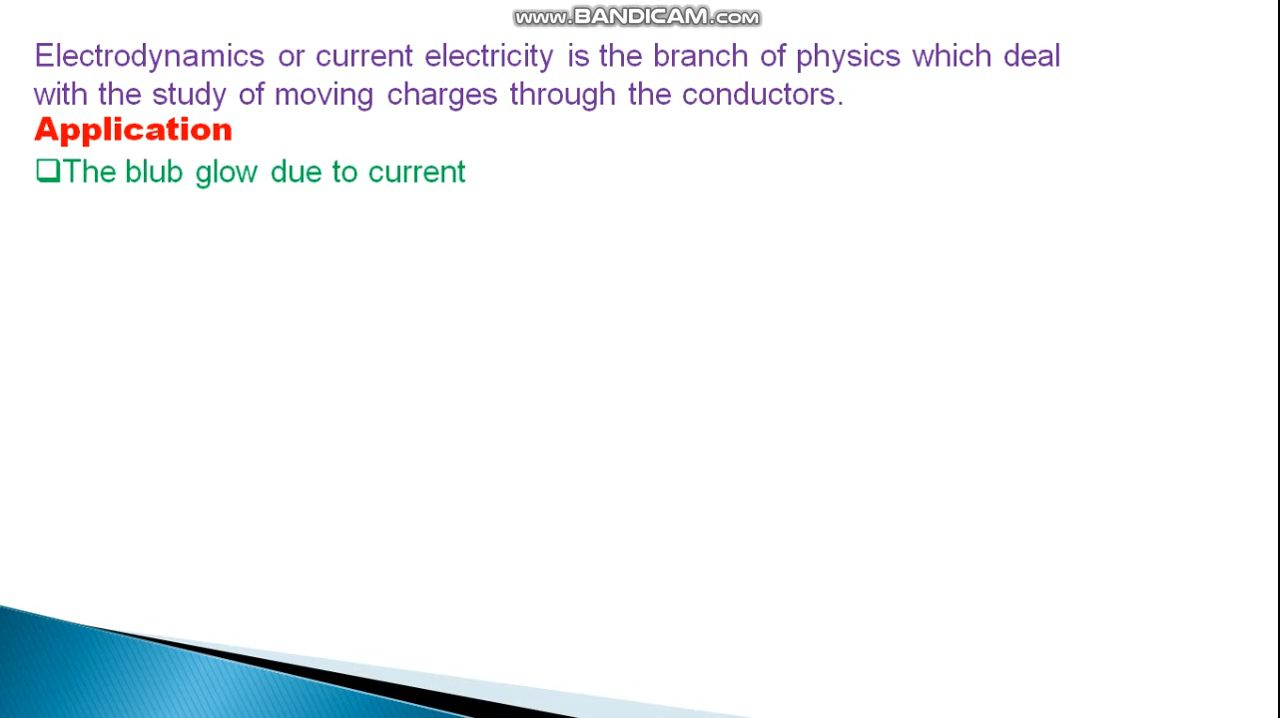 www.BANDICAM.com
Electrodynamics or current electricity is the branch of physics which deal
with the study of moving charges through the conductors.
Application
❑The blub glow due to current